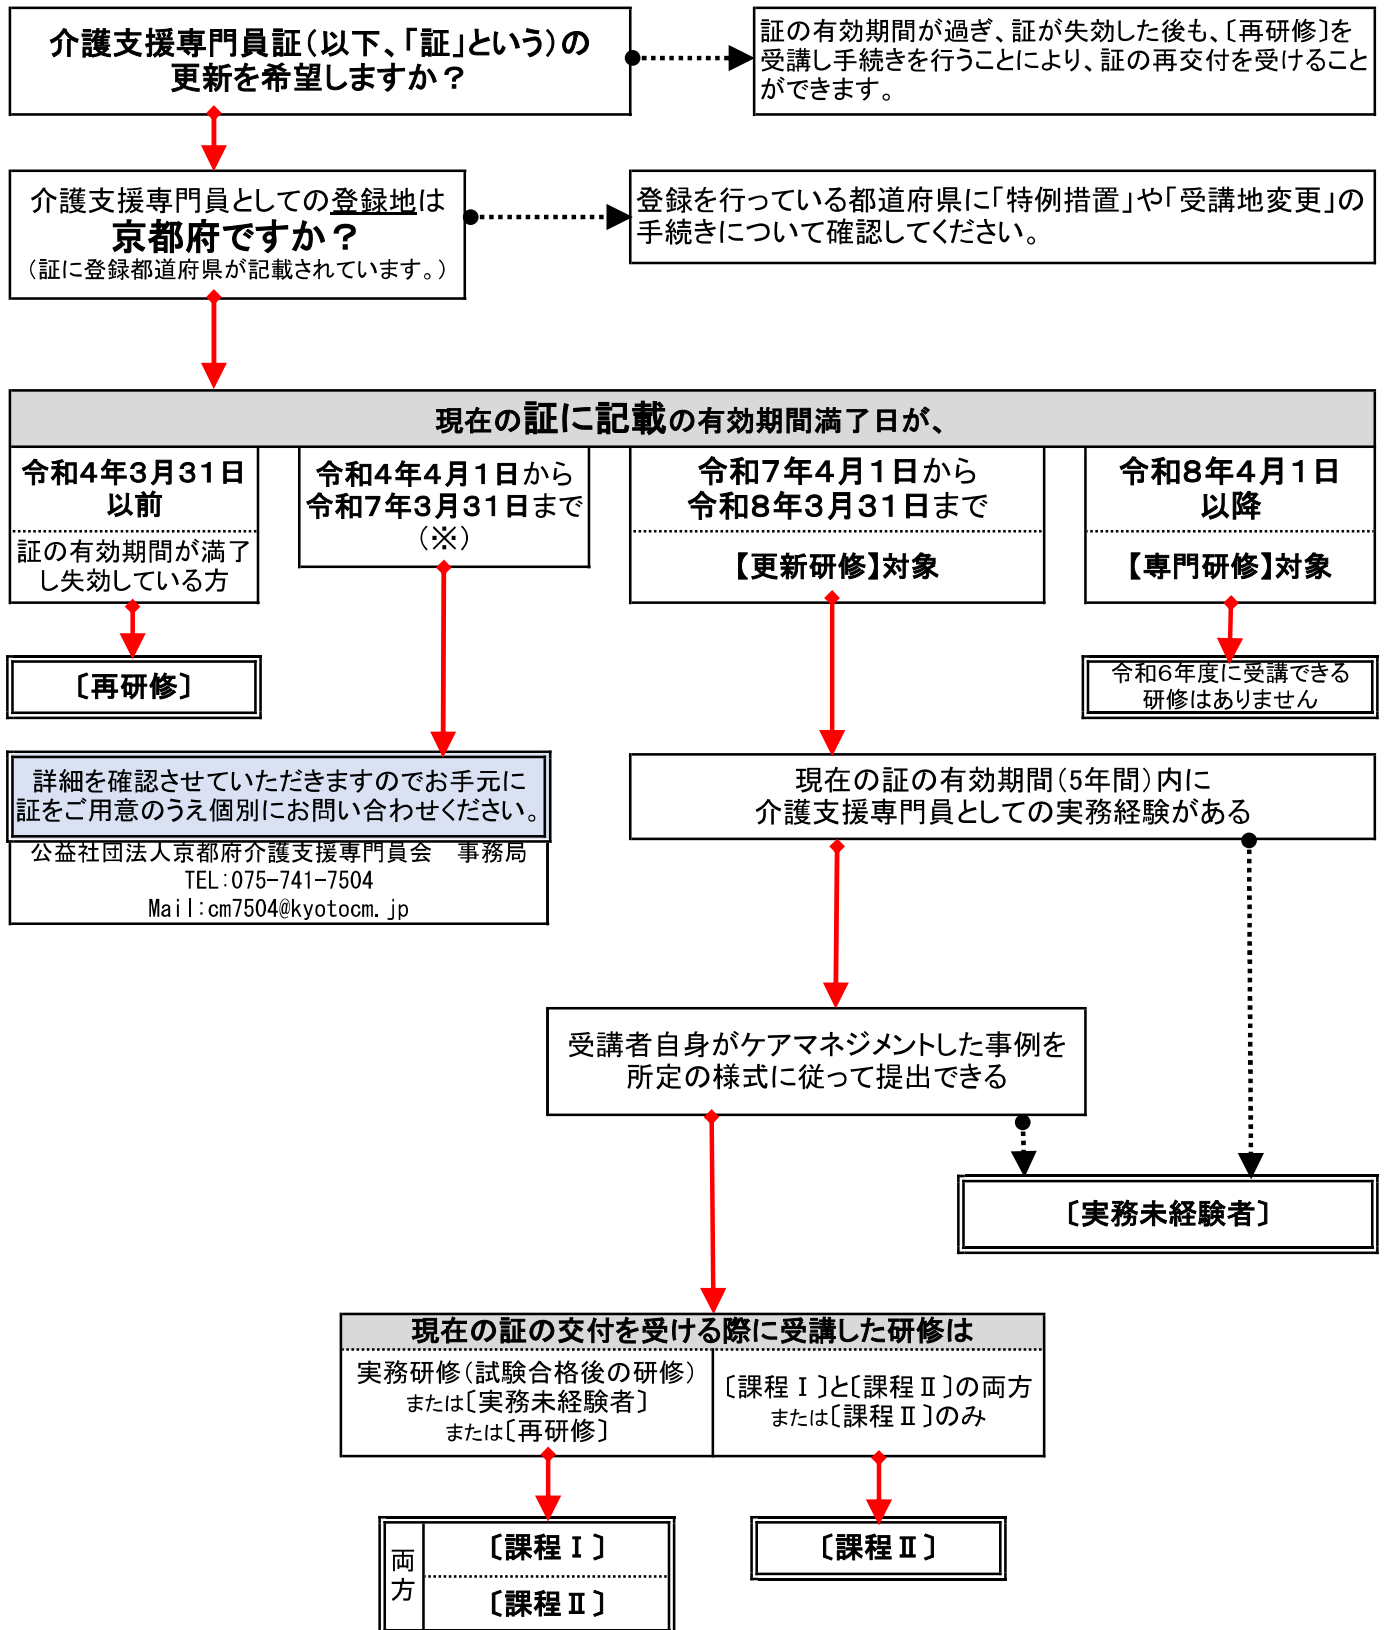 介護支援専門員証（以下、「証」という）の
更新を希望しますか？
証の有効期間が過ぎ、証が失効した後も、〔再研修〕を
受講し手続きを行うことにより、証の再交付を受けること
ができます。
介護支援専門員としての登録地は
京都府ですか？
（証に登録都道府県が記載されています。）
登録を行っている都道府県に「特例措置」や「受講地変更」の
手続きについて確認してください。
現在の証に記載の有効期間満了日が、
令和４年３月３１日
以前
証の有効期間が満了
し失効している方
令和４年４月１日から
令和７年３月３１日まで
（※）
令和７年４月１日から
令和８年３月３１日まで
【更新研修】対象
令和８年４月１日
以降
【専門研修】対象
〔再研修〕
令和６年度に受講できる
研修はありません
詳細を確認させていただきますのでお手元に
証をご用意のうえ個別にお問い合わせください。
公益社団法人京都府介護支援専門員会　事務局
TEL：075-741-7504
Mail：cm7504@kyotocm.jp
現在の証の有効期間（5年間）内に
介護支援専門員としての実務経験がある
受講者自身がケアマネジメントした事例を
所定の様式に従って提出できる
〔実務未経験者〕
現在の証の交付を受ける際に受講した研修は
実務研修（試験合格後の研修）
または〔実務未経験者〕
または〔再研修〕
〔課程Ⅰ〕と〔課程Ⅱ〕の両方
または〔課程Ⅱ〕のみ
両方
〔課程Ⅰ〕
〔課程Ⅱ〕
〔課程Ⅱ〕